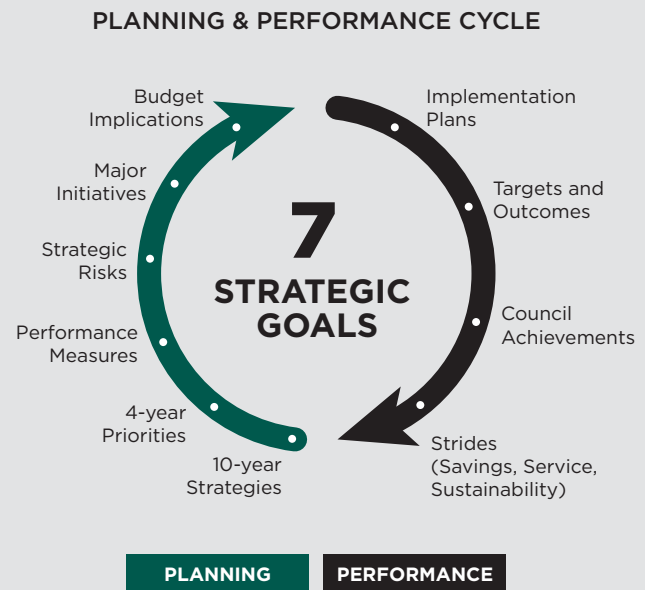 PLANNING & PERFORMANCE CYCLE
Budget
Implications
Major
Initiatives
Strategic
Risks
Performance
Measures
4-year
Priorities
10-year
Strategies
7
STRATEGIC
GOALS
Implementation
Plans
Targets and
Outcomes
Council
Achievements
Strides
(Savings, Service,
Sustainability)
PLANNING
PERFORMANCE